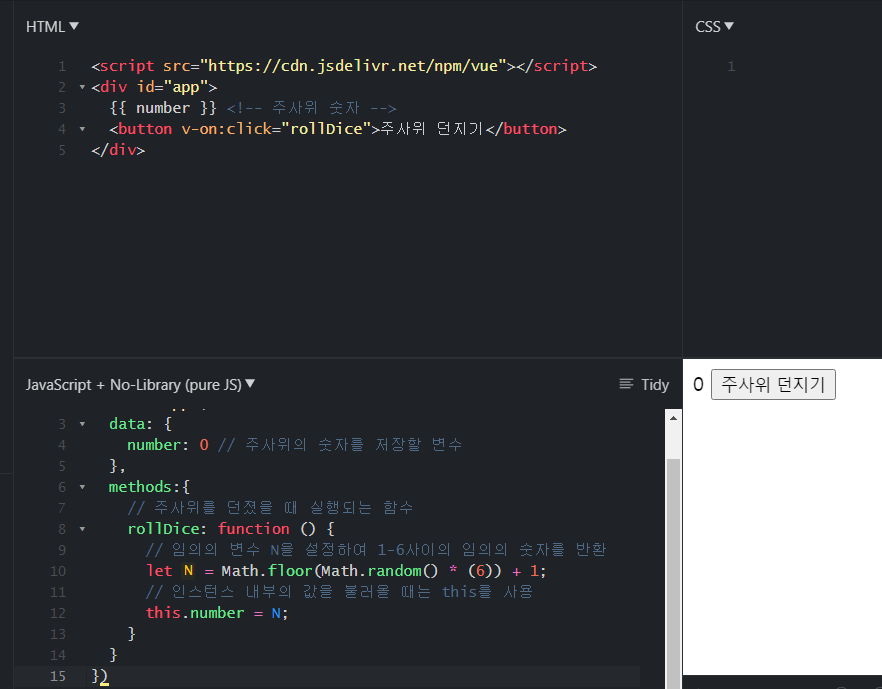 HTML▼
1 <script src="https://cdn.jsdelivr.net/npm/vue"></script>
2 ▾ <div id="app">
3 {{ number }} <!-- 주사위 숫자 -->
4 ▾ <button v-on:click="rollDice">주사위 던지기</button>
5 </div>
CSS▼
1
JavaScript + No-Library (pure JS)▼
Tidy
3 ▾ data: {
4 number: 0 // 주사위의 숫자를 저장할 변수
5 },
6 ▾ methods:{
7 // 주사위를 던졌을 때 실행되는 함수
8 ▾ rollDice: function () {
9 // 임의의 변수 N을 설정하여 1-6사이의 임의의 숫자를 반환
10 let N = Math.floor(Math.random() * (6)) + 1;
11 // 인스턴스 내부의 값을 불러올 때는 this를 사용
12 this.number = N;
13 }
14 }
15 })
0 주사위 던지기